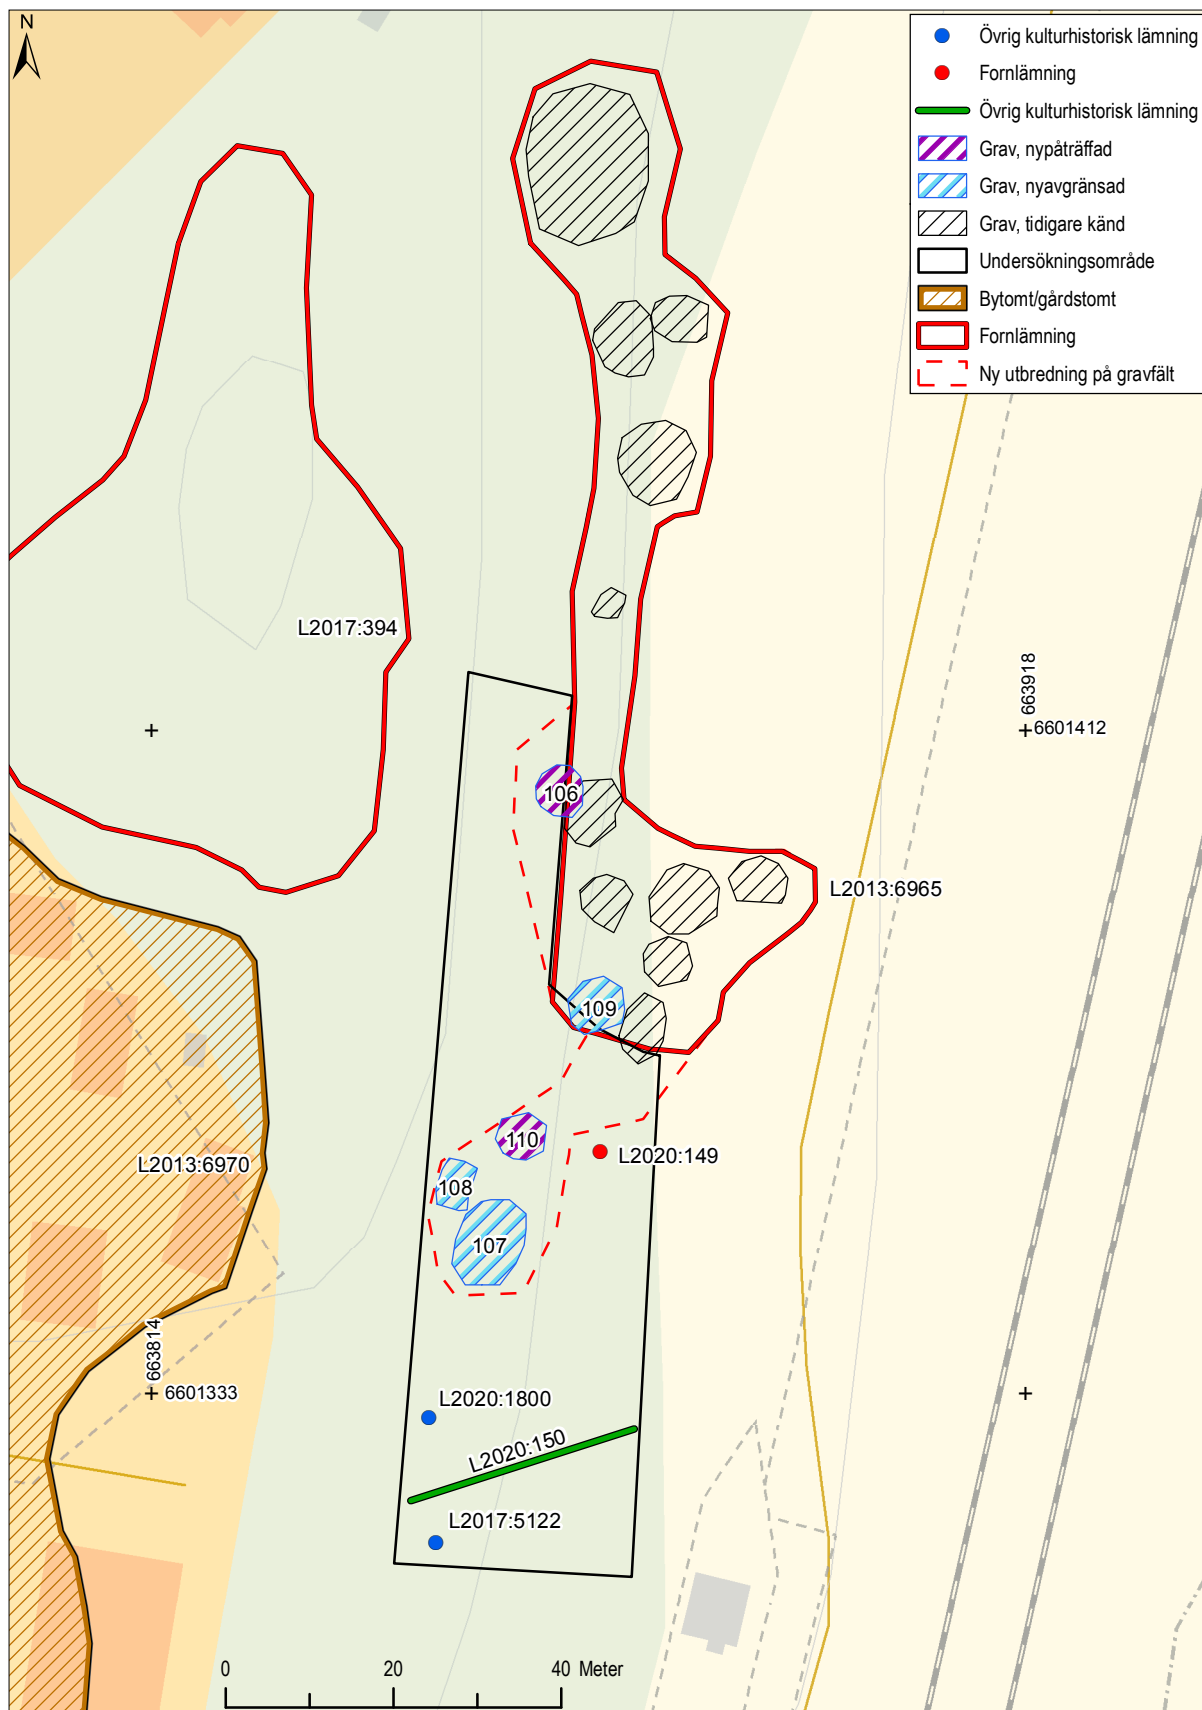 N
Övrig kulturhistorisk lämning
Fornlämning
Övrig kulturhistorisk lämning
Grav, nypåträffad
Grav, nyavgränsad
Grav, tidigare känd
Undersökningsområde
Bytomt/gårdstomt
Fornlämning
Ny utbredning på gravfält
L2017:394
663918
6601412
106
L2013:6965
109
110
L2020:149
L2013:6970
108
107
663814
6601333
L2020:1800
L2020:150
L2017:5122
0 20 40 Meter